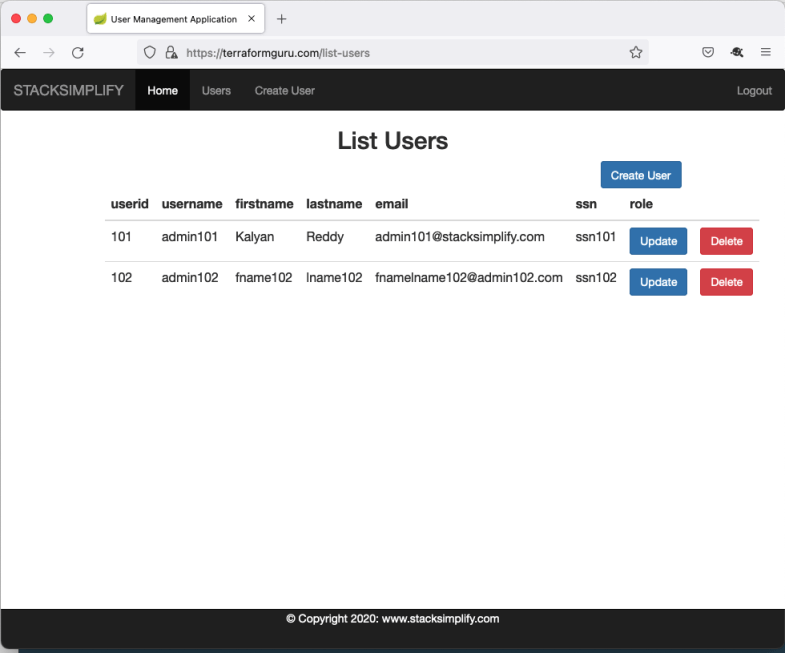 User Management Application
https://terraformguru.com/list-users
STACKSIMPLIFY Home Users Create User Logout
List Users
Create User
userid username firstname lastname email ssn role
101 admin101 Kalyan Reddy admin101@stacksimplify.com ssn101 Update Delete
102 admin102 fname102 lname102 fnamelname102@admin102.com ssn102 Update Delete
© Copyright 2020: www.stacksimplify.com